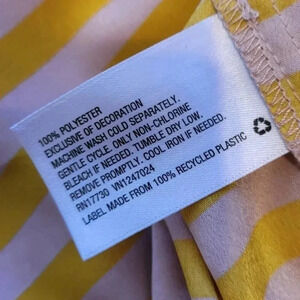 100% POLYESTER
EXCLUSIVE OF DECORATION
MACHINE WASH COLD SEPARATELY.
GENTLE CYCLE. ONLY NON-CHLORINE
BLEACH IF NEEDED. TUMBLE DRY LOW.
REMOVE PROMPTLY. COOL IRON IF NEEDED.
RN17730 VN1247024
LABEL MADE FROM 100% RECYCLED PLASTIC